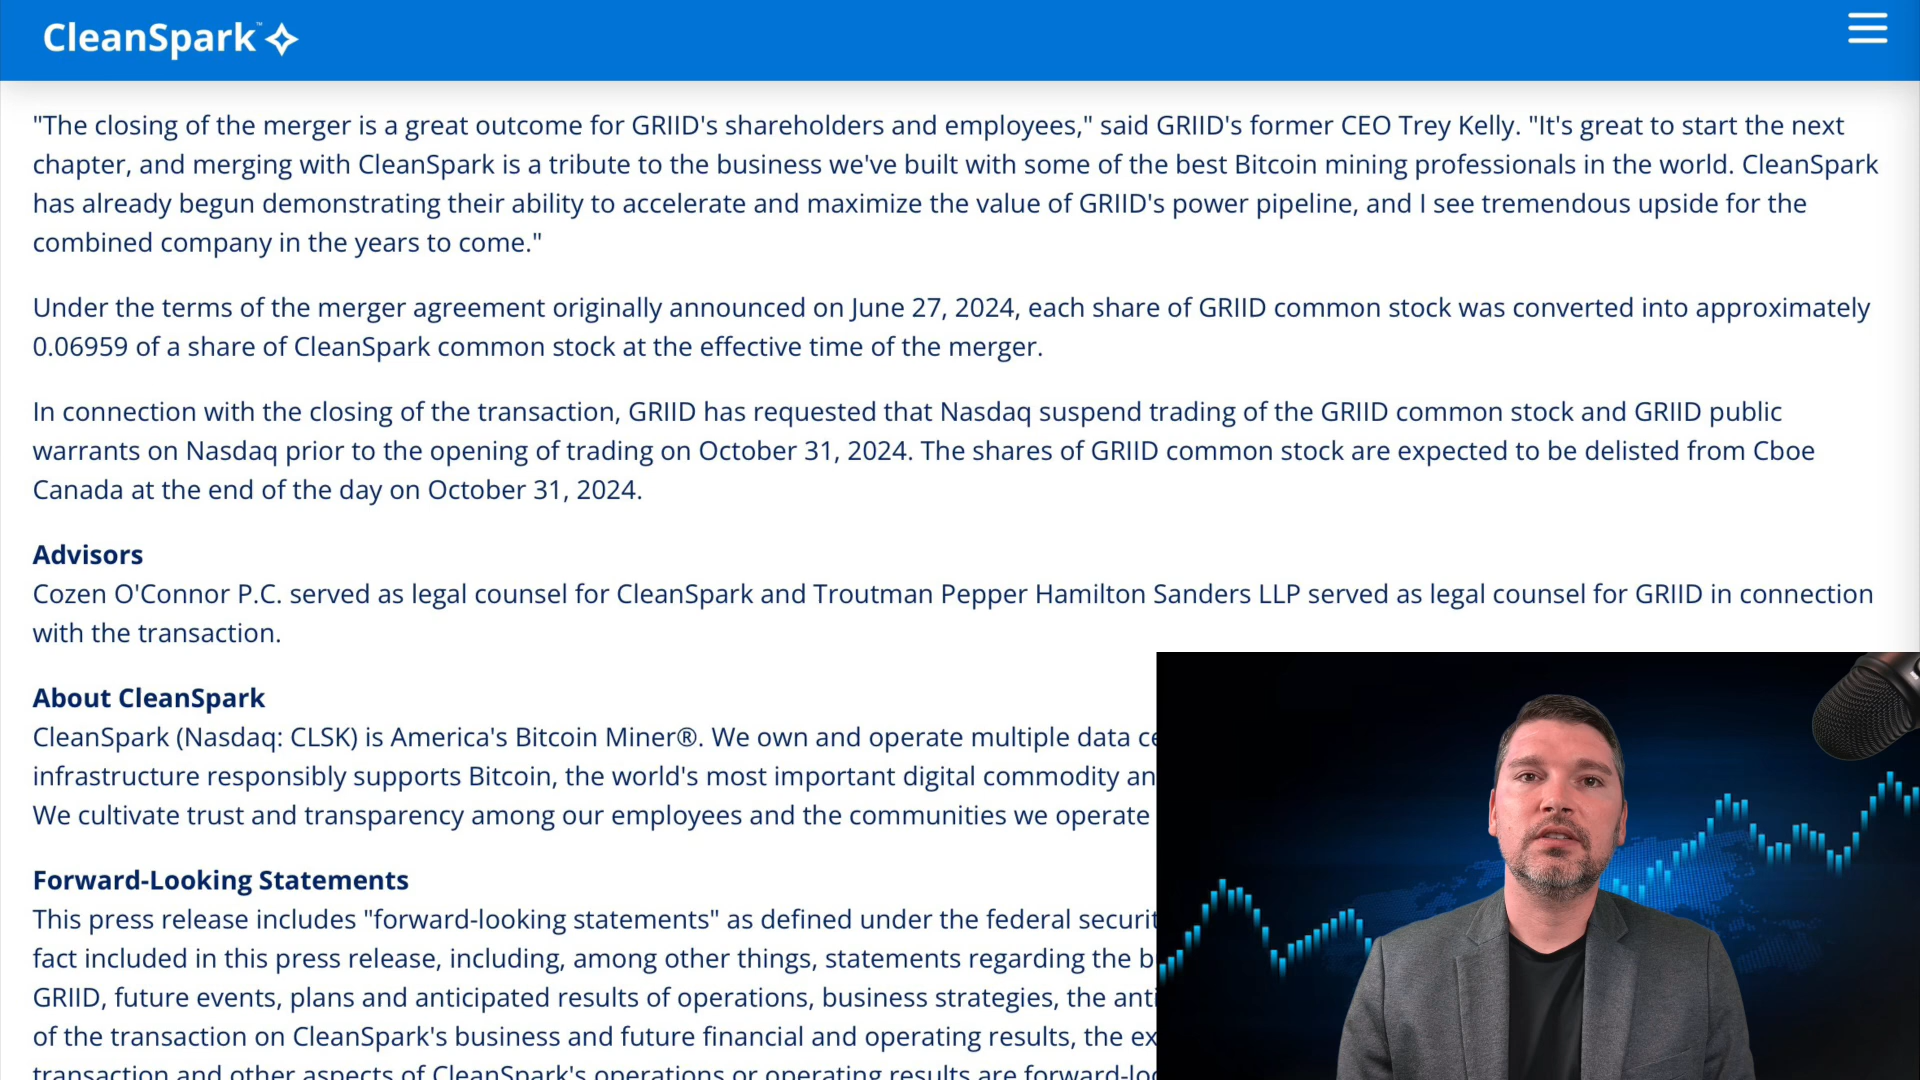 CleanSpark™
"The closing of the merger is a great outcome for GRIID's shareholders and employees," said GRIID's former CEO Trey Kelly. "It's great to start the next
chapter, and merging with CleanSpark is a tribute to the business we've built with some of the best Bitcoin mining professionals in the world. CleanSpark
has already begun demonstrating their ability to accelerate and maximize the value of GRIID's power pipeline, and I see tremendous upside for the
combined company in the years to come."
Under the terms of the merger agreement originally announced on June 27, 2024, each share of GRIID common stock was converted into approximately
0.06959 of a share of CleanSpark common stock at the effective time of the merger.
In connection with the closing of the transaction, GRIID has requested that Nasdaq suspend trading of the GRIID common stock and GRIID public
warrants on Nasdaq prior to the opening of trading on October 31, 2024. The shares of GRIID common stock are expected to be delisted from Cboe
Canada at the end of the day on October 31, 2024.
Advisors
Cozen O'Connor P.C. served as legal counsel for CleanSpark and Troutman Pepper Hamilton Sanders LLP served as legal counsel for GRIID in connection
with the transaction.
About CleanSpark
CleanSpark (Nasdaq: CLSK) is America's Bitcoin Miner®. We own and operate multiple data
infrastructure responsibly supports Bitcoin, the world's most important digital commodity
We cultivate trust and transparency among our employees and the communities we operate
Forward-Looking Statements
This press release includes "forward-looking statements" as defined under the federal
fact included in this press release, including, among other things, statements regarding the
GRIID, future events, plans and anticipated results of operations, business strategies, the
of the transaction on CleanSpark's business and future financial and operating results, the
transaction and other aspects of CleanSpark's operations or operating results are